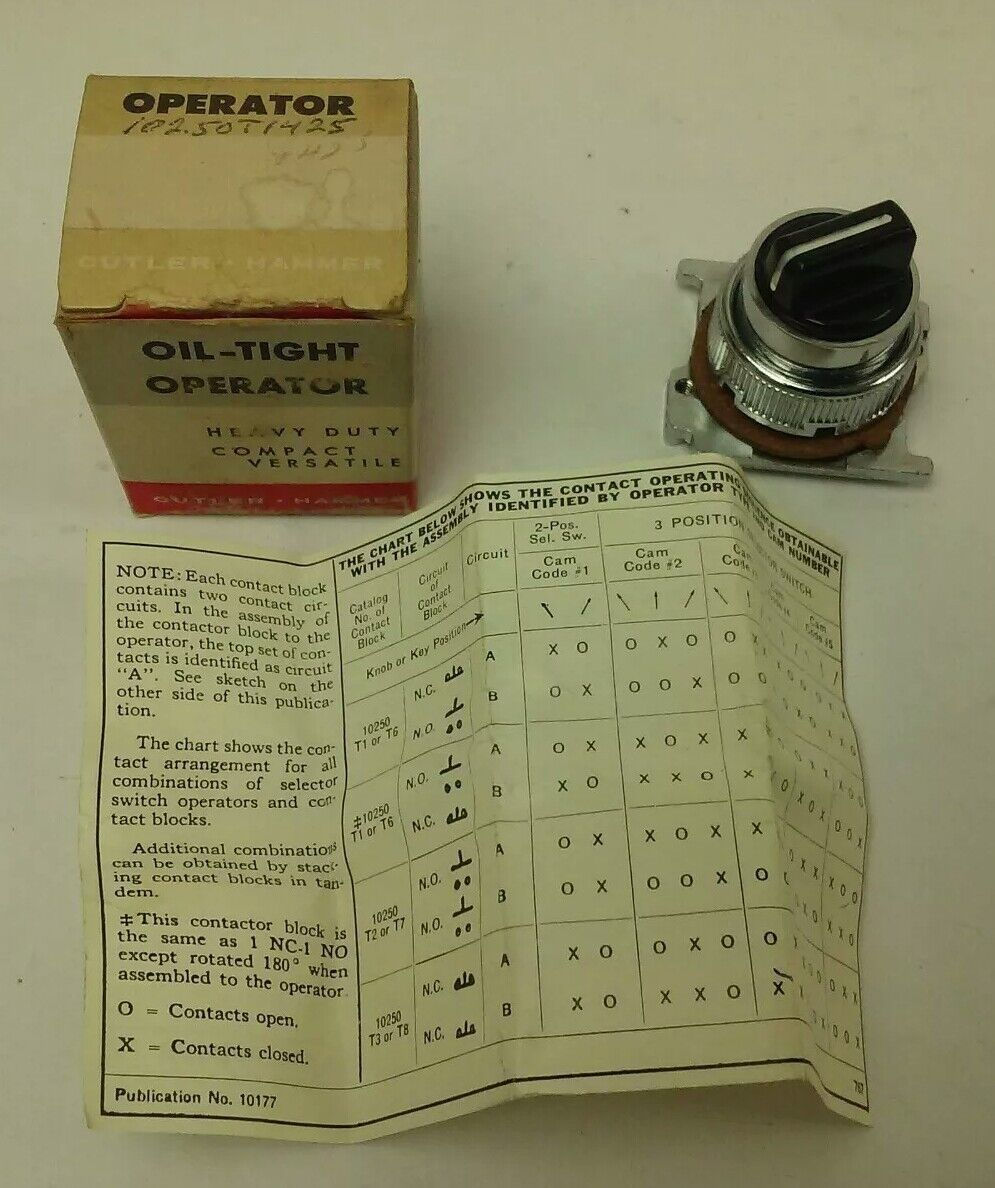 OPERATOR
CUTLER-HAMMER
OIL-TIGHT
OPERATOR
HEAVY DUTY
COMPACT
VERSATILE
CUTLER-HAMMER
THE CHART BELOW SHOWS THE CONTACT OPERATING OBTAINABLE
WITH THE ASSEMBLY IDENTIFIED BY OPERATOR CAM NUMBER
NOTE: Each contact block
contains two contact cir-
cuits. In the assembly of
the contactor block to the
operator, the top set of con-
tacts is identified as circuit
"A". See sketch on the
other side of this publica-
tion.
The chart shows the con-
tact arrangement for all
combinations of selector
switch operators and con-
tact blocks.
Additional combinations
can be obtained by stac-
ing contact blocks in tan-
dem.
‡This contactor block is
the same as 1 NC-1 NO
except rotated 180° when
assembled to the operator.
O = Contacts open.
X = Contacts closed.
Publication No. 10177
Catalog
No. of
Contact
Block
Circuit
of
Contact
Block
Circuit
2-Pos.
Sel. Sw.
3 POSITION SWITCH
Cam
Code #1
Cam
Code #2
Cam
Code #5
Knob or Key Position
10250
T1 or T6
N.C. A X O O X O O X
N.O. B O X O O X O O
‡10250
T1 or T6
N.O. A O X X O X X
N.C. B X O X X O X
10250
T2 or T7
N.O. A O X X O X X
N.O. B O X O O X O
10250
T3 or T8
N.C. A X O O X O O
N.C. B X O X X O X